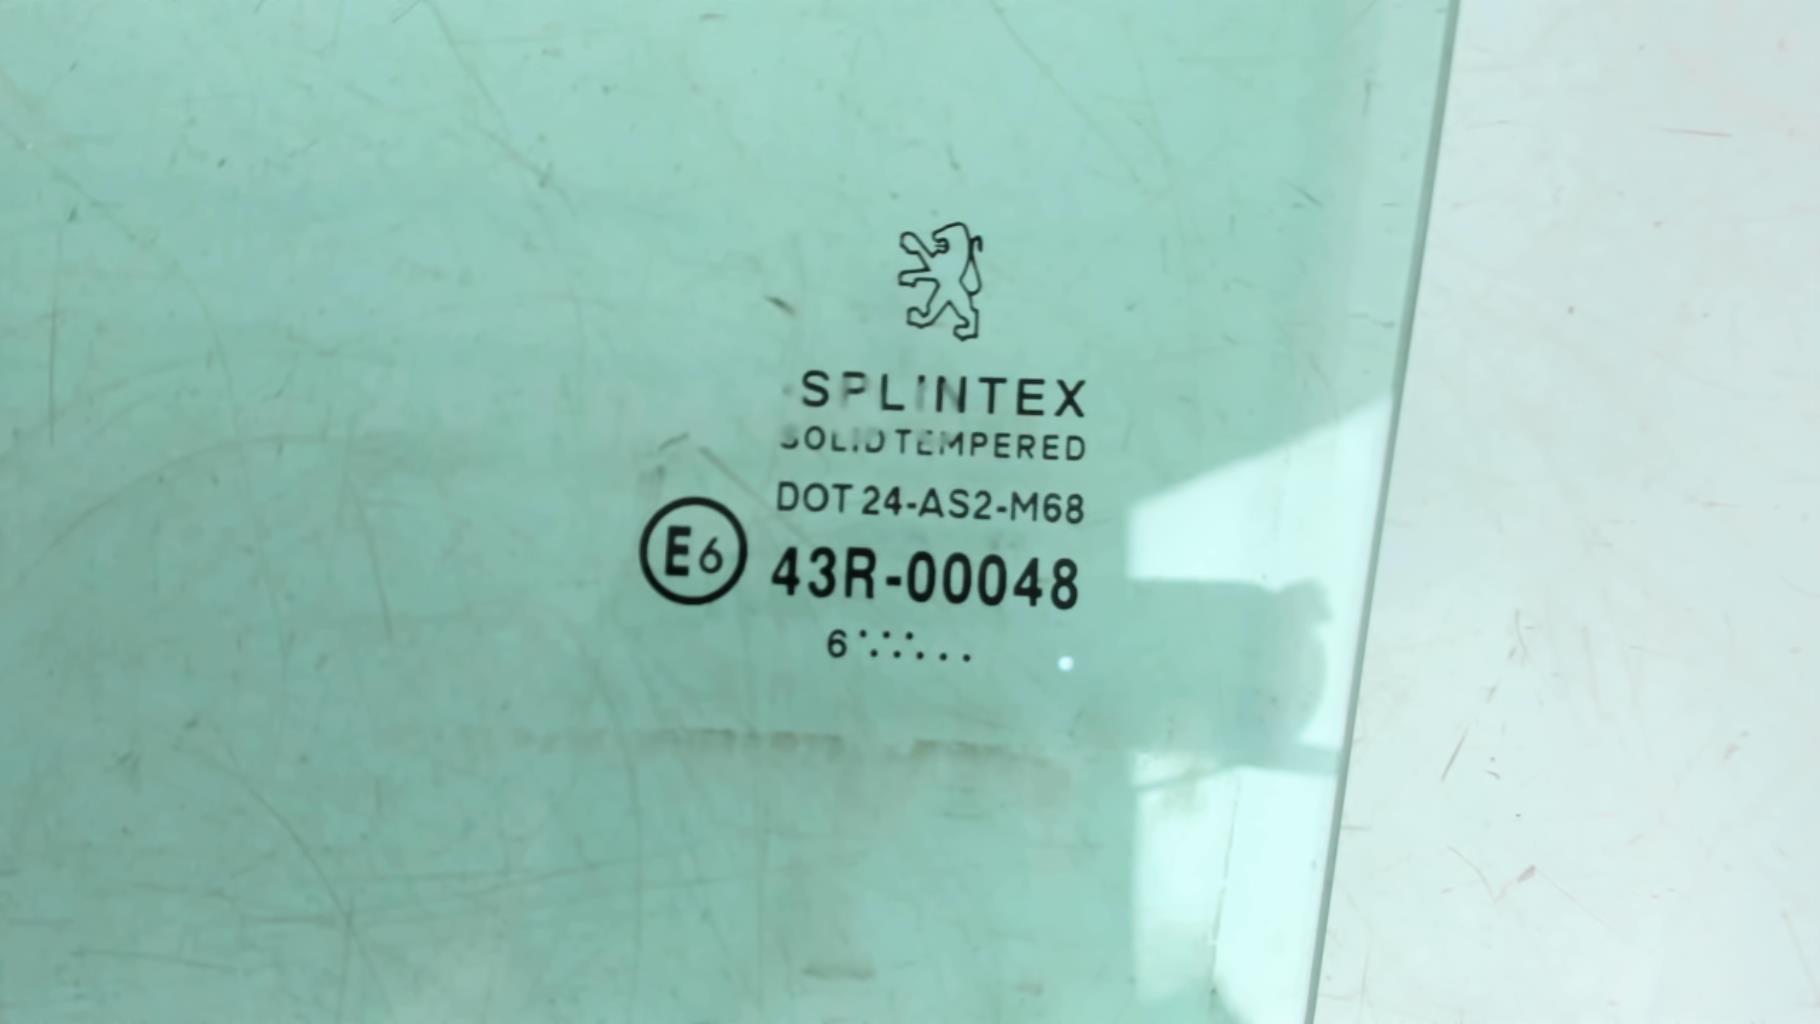 SPLINTEX
SOLID TEMPERED
DOT 24-AS2-M68
E6 43R-00048
6